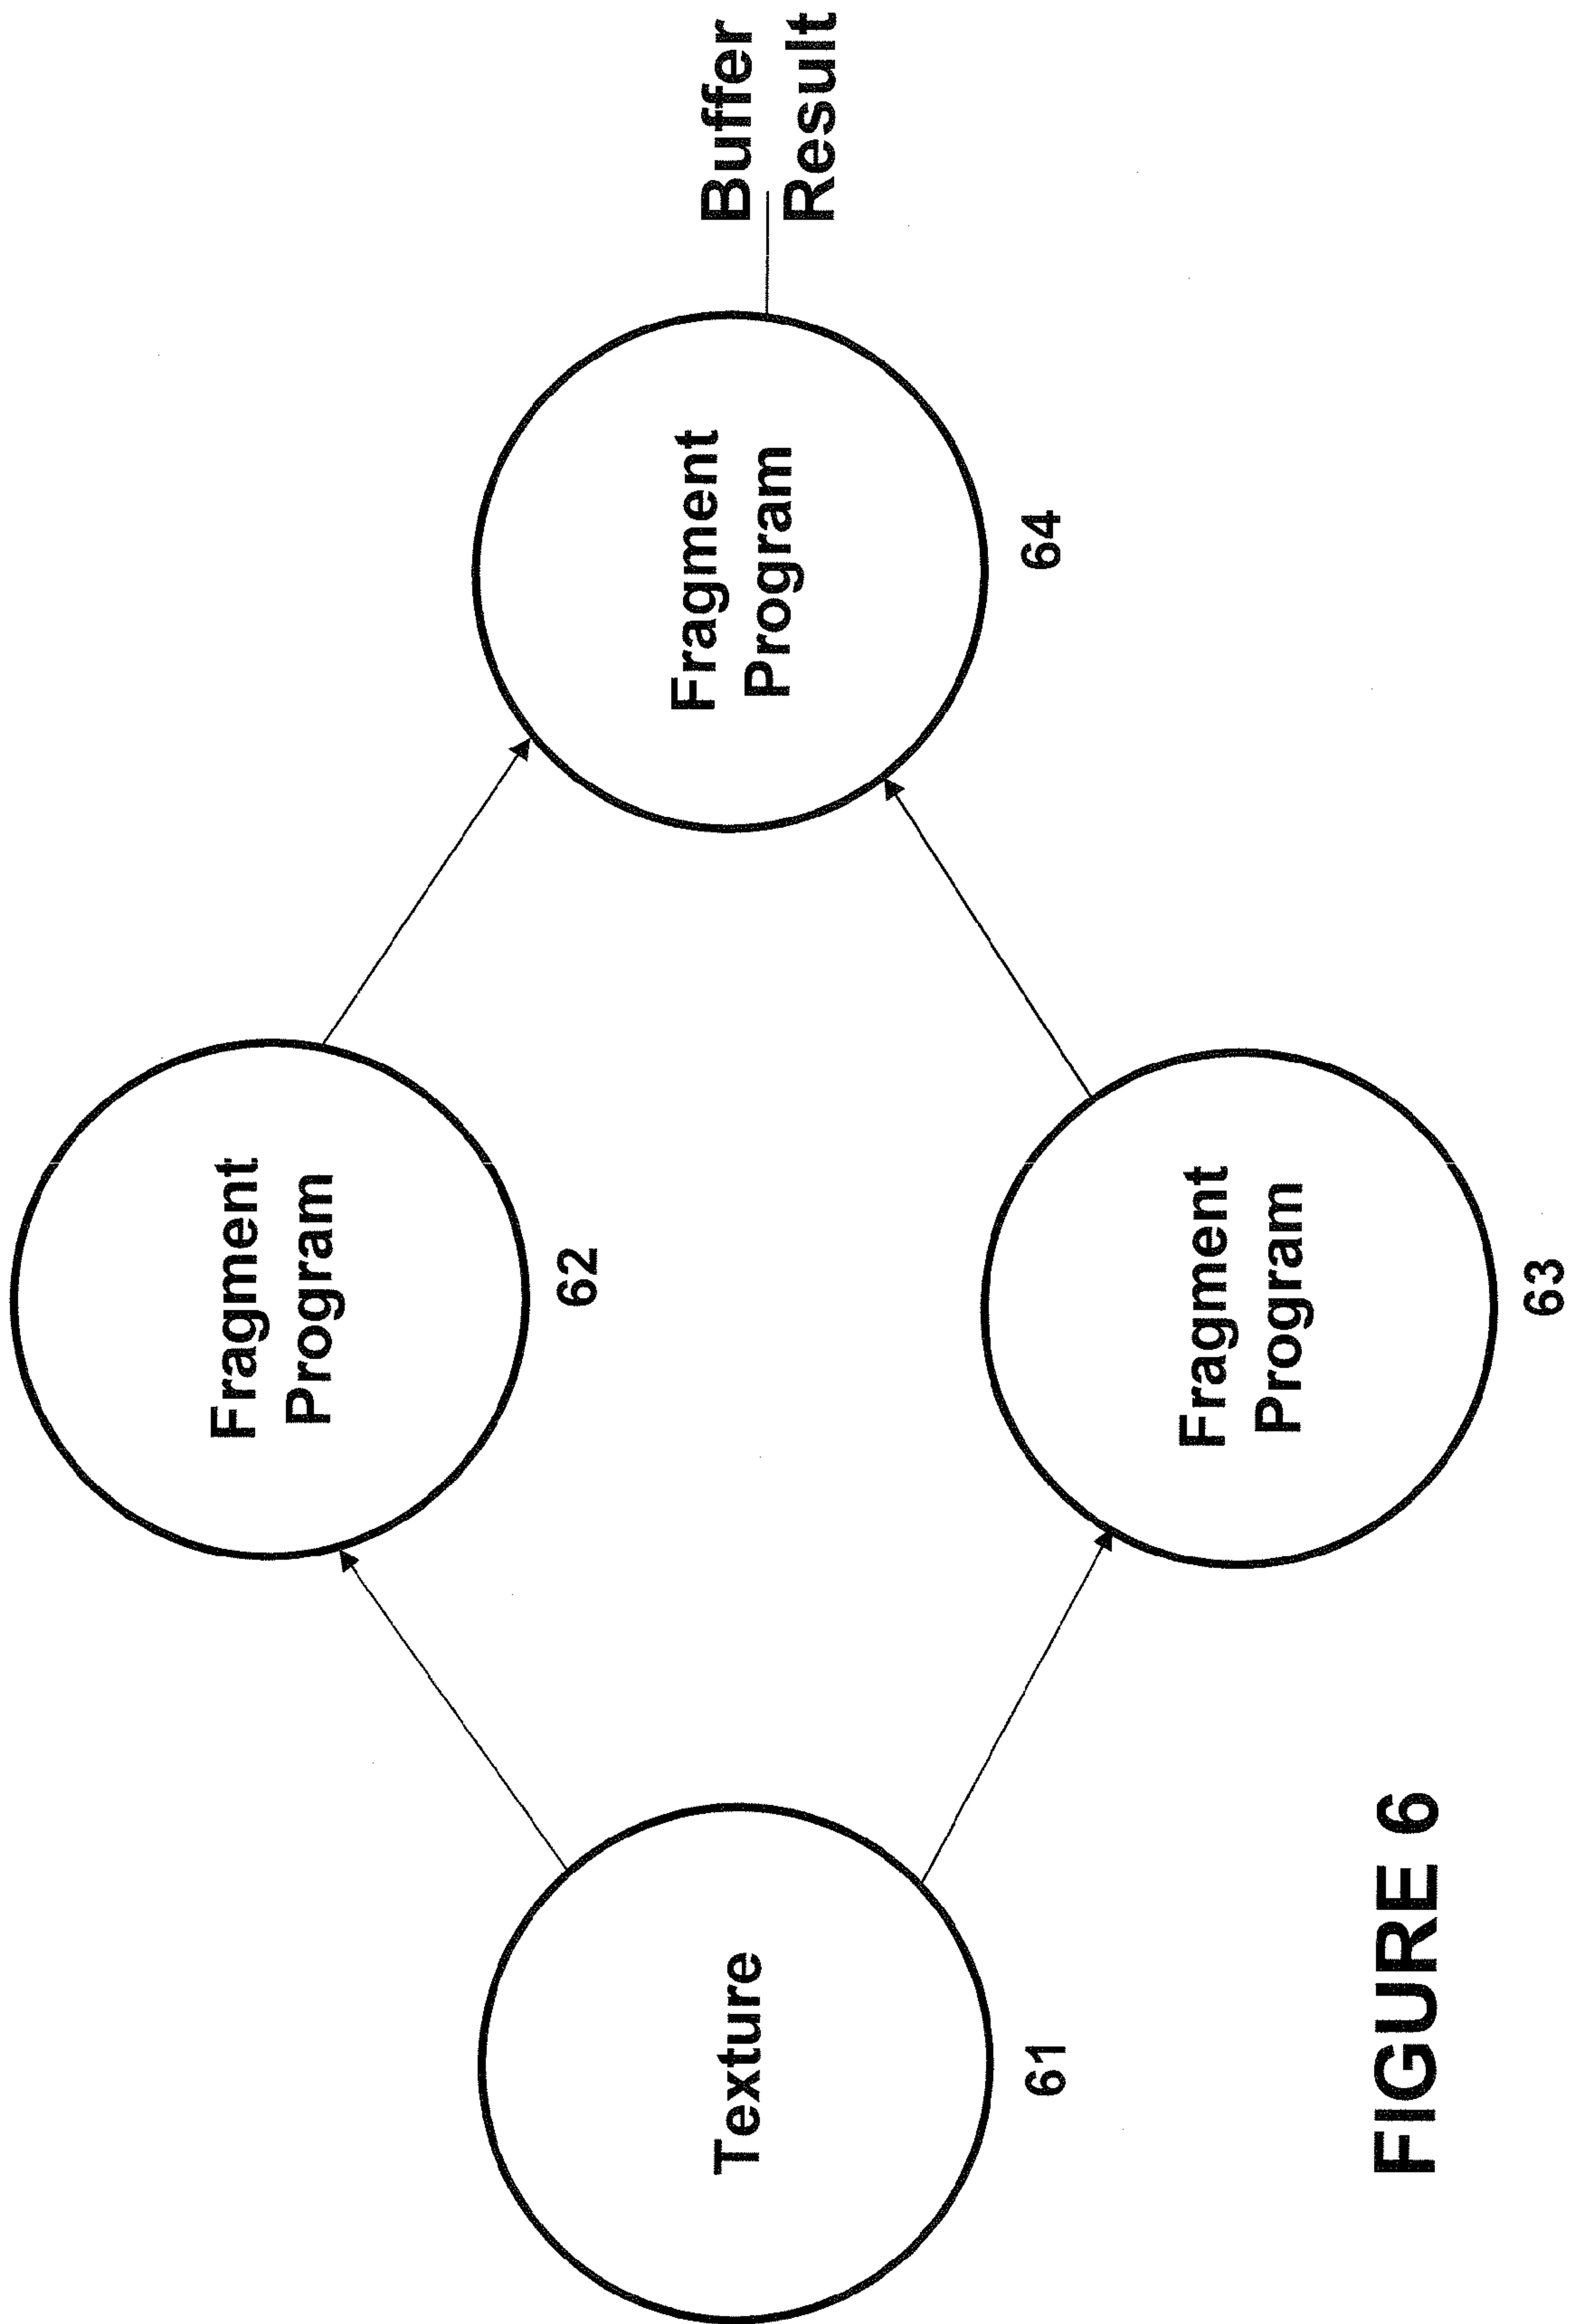 Fragment
Program
62
Texture
61
Fragment
Program
64
Buffer
Result
Fragment
Program
63
FIGURE 6